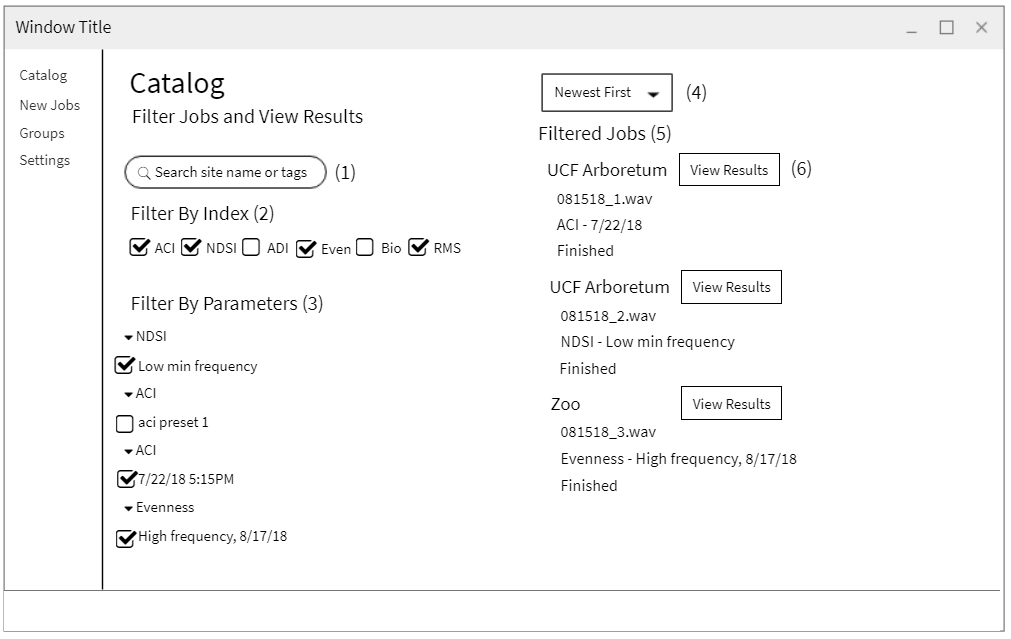 Window Title
Catalog
New Jobs
Groups
Settings
Catalog
Filter Jobs and View Results
Search site name or tags (1)
Filter By Index (2)
ACI NDSI ADI Even Bio RMS
Filter By Parameters (3)
NDSI
Low min frequency
ACI
aci preset 1
ACI
7/22/18 5:15PM
Evenness
High frequency, 8/17/18
Newest First (4)
Filtered Jobs (5)
UCF Arboretum View Results (6)
081518_1.wav
ACI - 7/22/18
Finished
UCF Arboretum View Results
081518_2.wav
NDSI - Low min frequency
Finished
Zoo View Results
081518_3.wav
Evenness - High frequency, 8/17/18
Finished